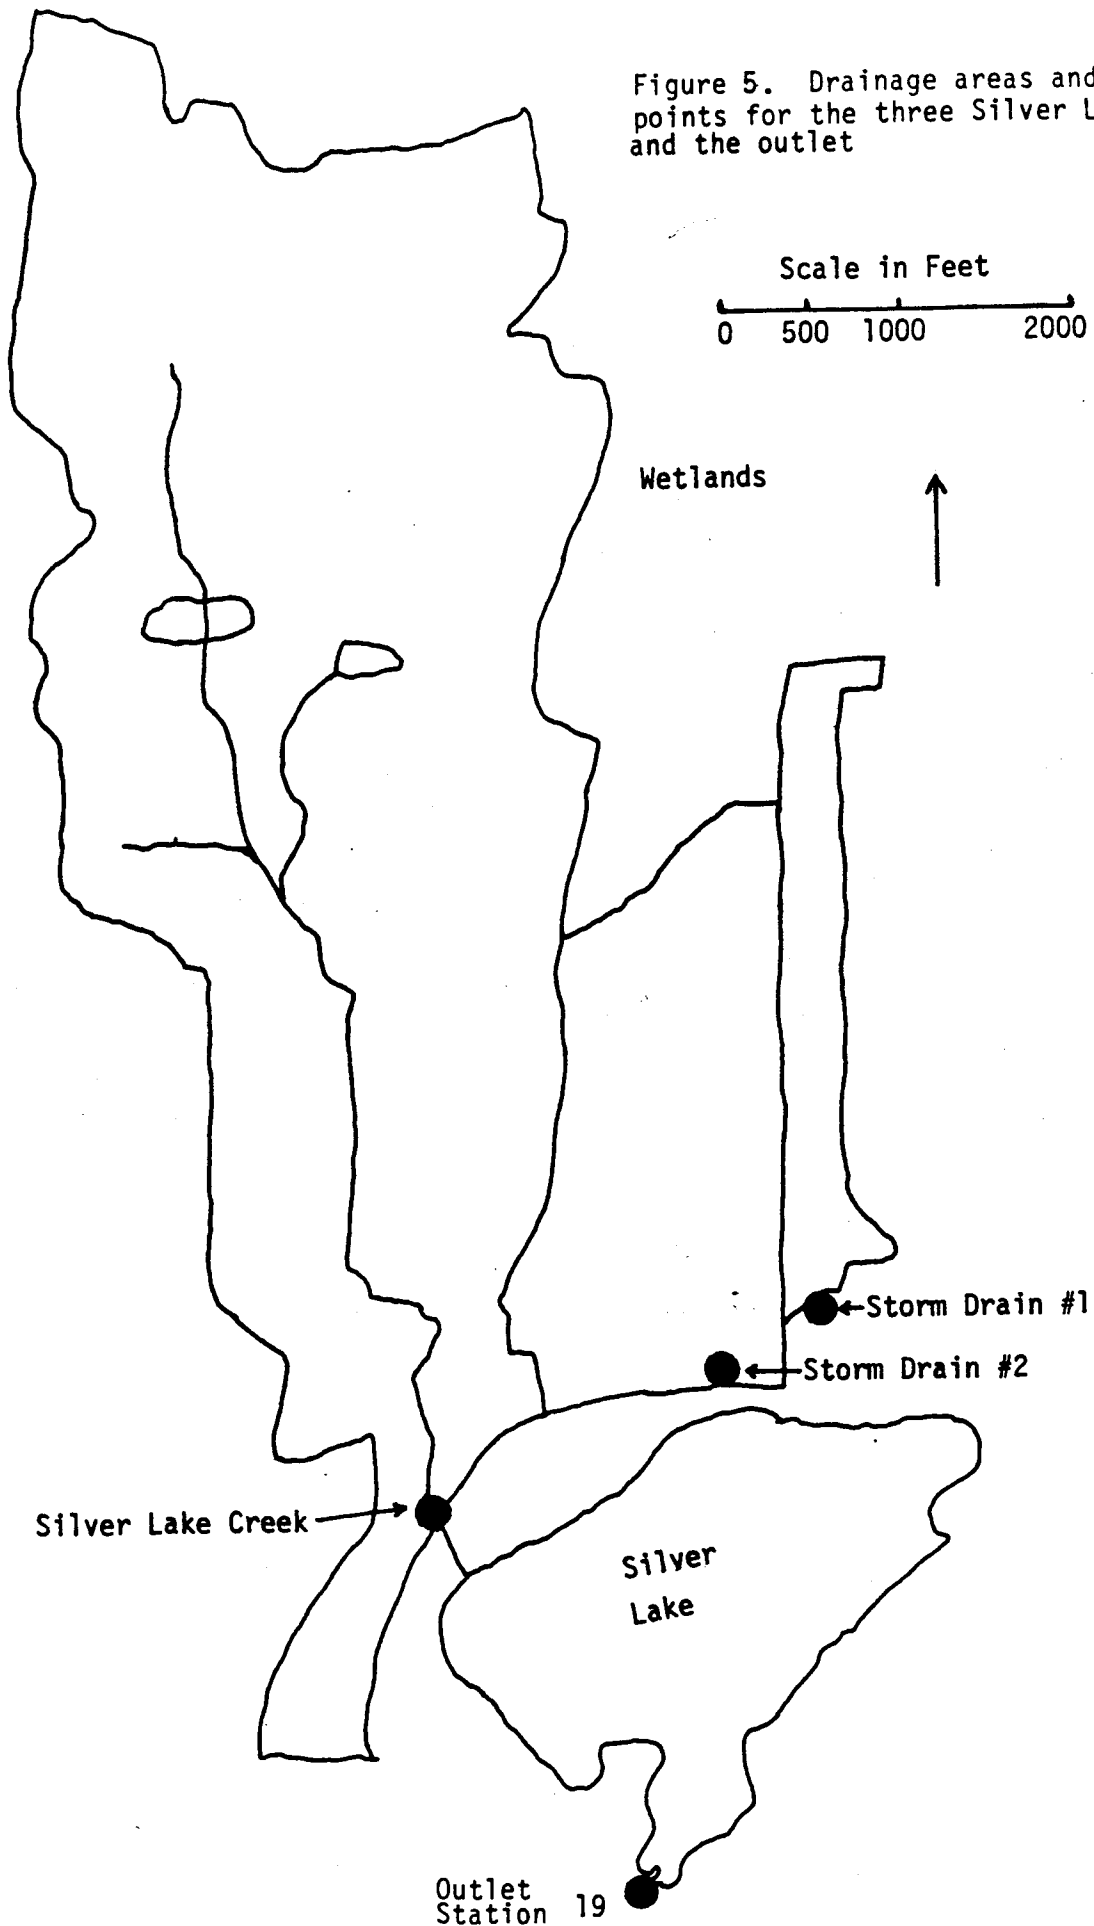 Figure 5. Drainage areas and
points for the three Silver L
and the outlet
Scale in Feet
0 500 1000 2000
Wetlands
Storm Drain #1
Storm Drain #2
Silver Lake Creek
Silver
Lake
Outlet
Station 19